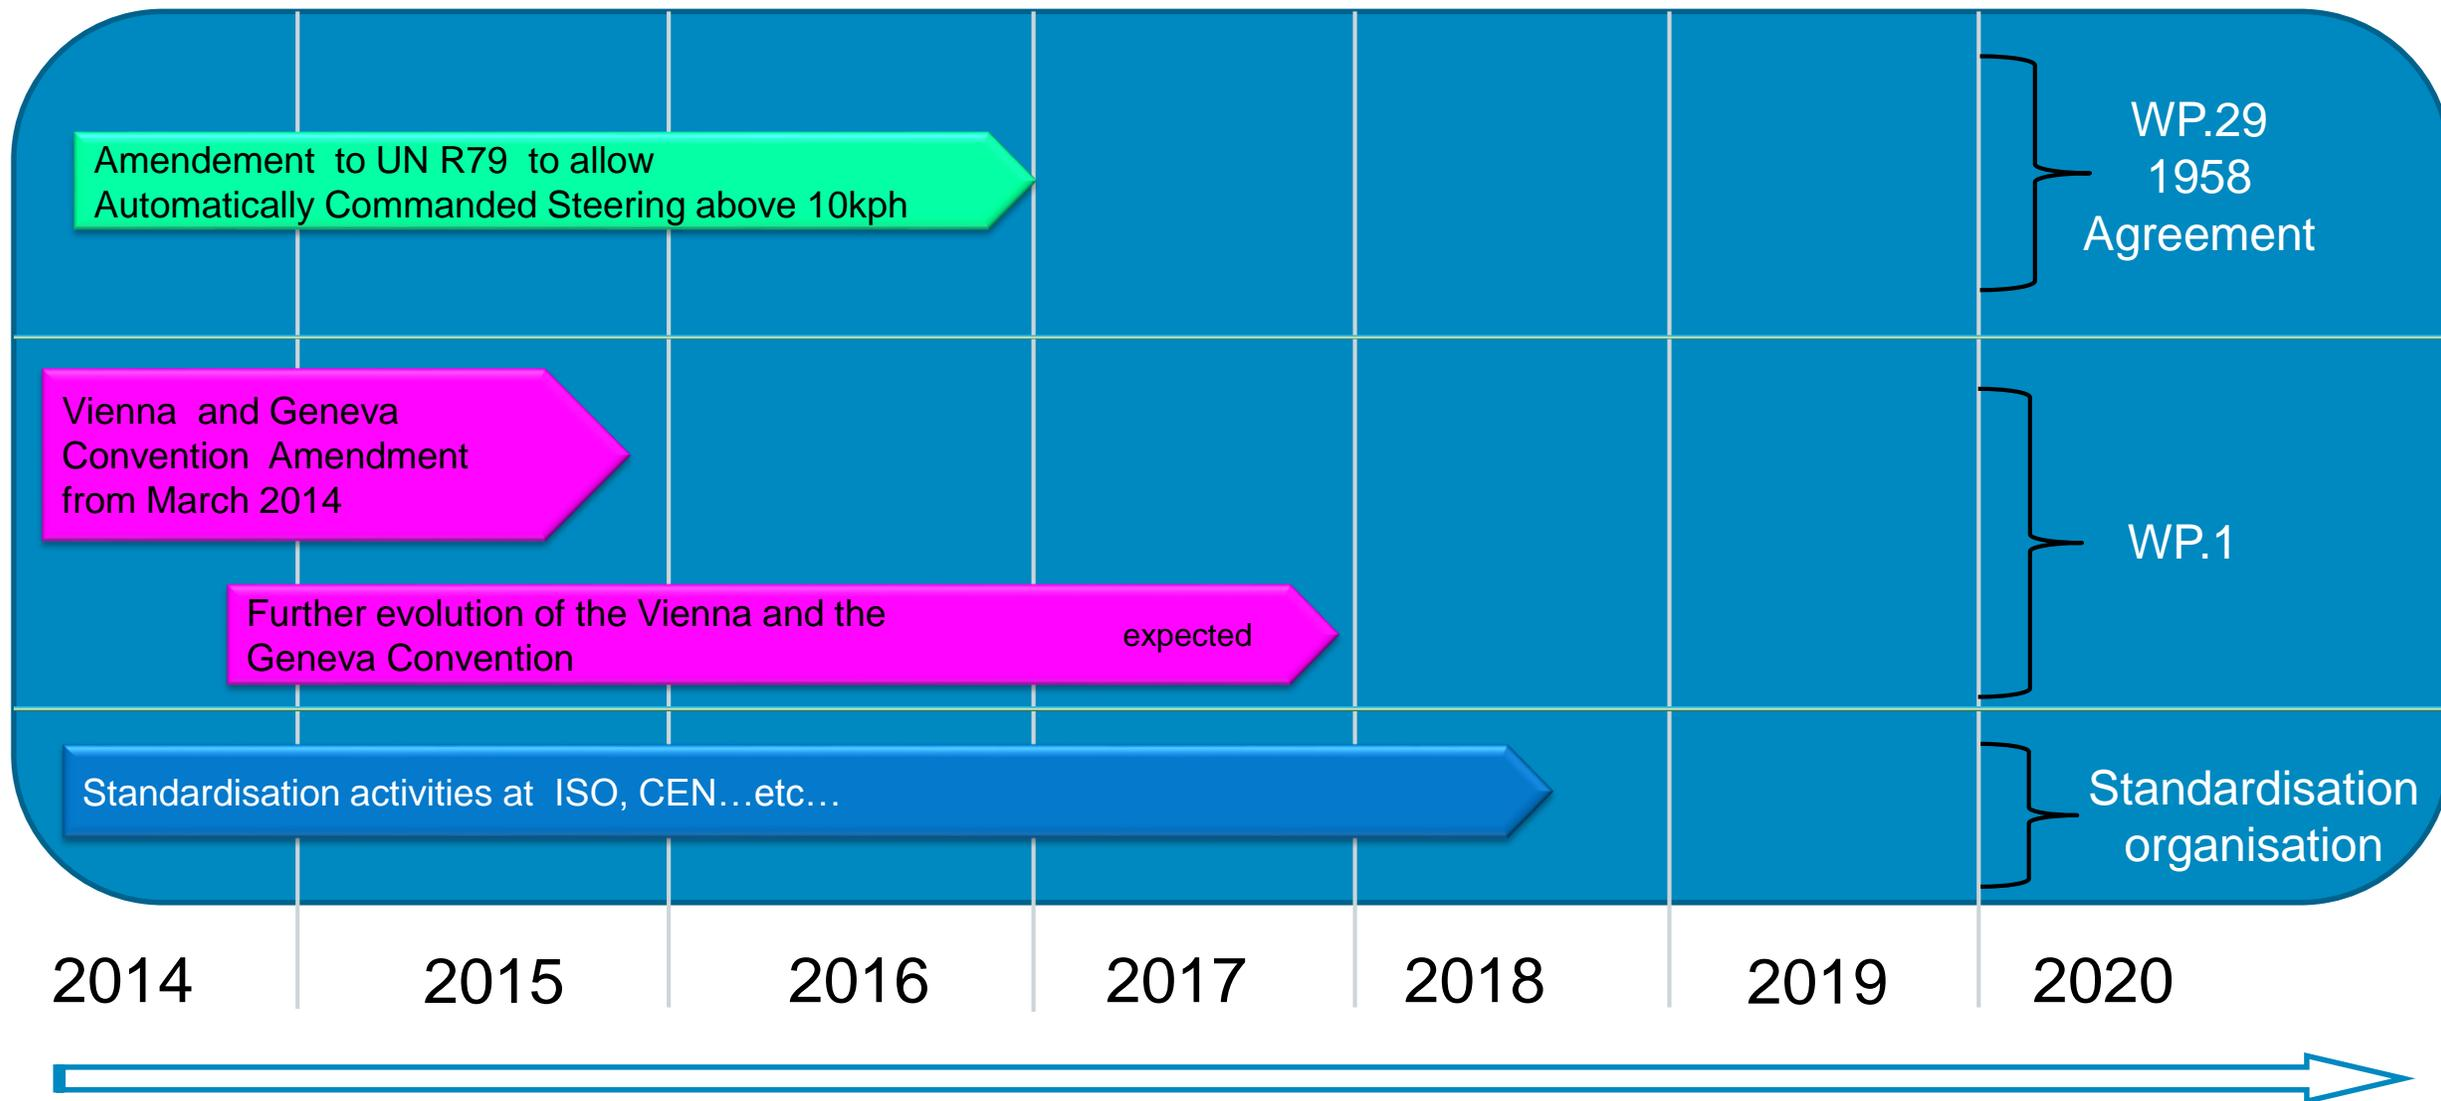 Amendement to UN R79 to allow
Automatically Commanded Steering above 10kph
WP.29
1958
Agreement
Vienna and Geneva
Convention Amendment
from March 2014
Further evolution of the Vienna and the
Geneva Convention
expected
WP.1
Standardisation activities at ISO, CEN…etc…
Standardisation
organisation
2014 2015 2016 2017 2018 2019 2020